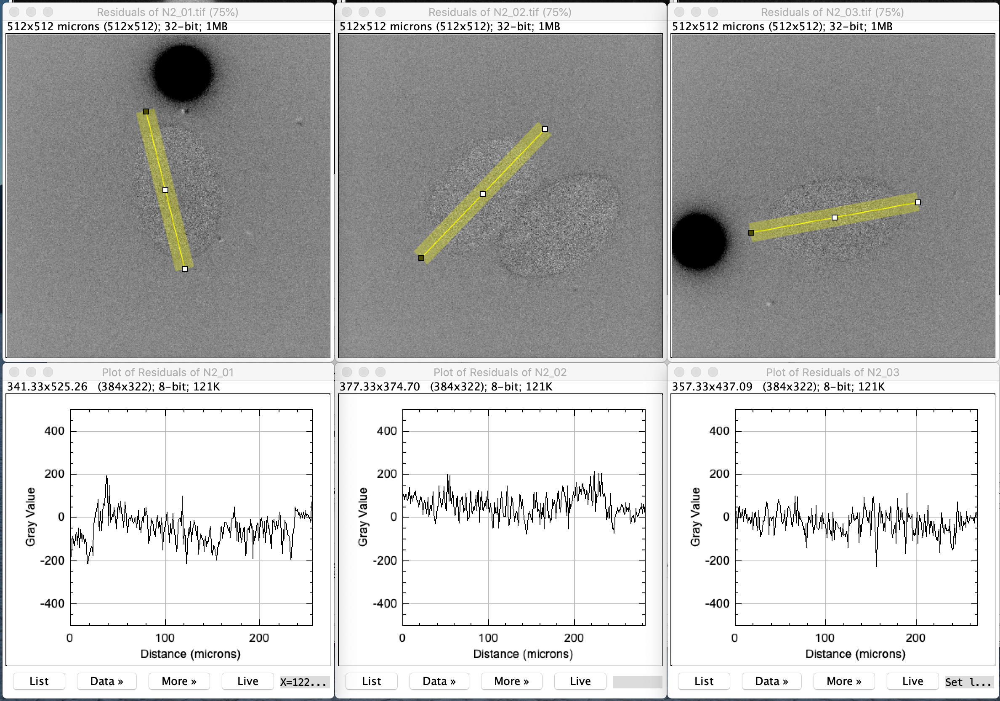 Residuals of N2_01.tif (75%)
512x512 microns (512x512); 32-bit; 1MB
Residuals of N2_02.tif (75%)
512x512 microns (512x512); 32-bit; 1MB
Residuals of N2_03.tif (75%)
512x512 microns (512x512); 32-bit; 1MB
Plot of Residuals of N2_01
341.33x525.26 (384x322); 8-bit; 121K
400
200
0
-200
-400
Gray Value
0 100 200
Distance (microns)
List Data » More » Live X=122...
Plot of Residuals of N2_02
377.33x374.70 (384x322); 8-bit; 121K
400
200
0
-200
-400
Gray Value
0 100 200
Distance (microns)
List Data » More » Live
Plot of Residuals of N2_03
357.33x437.09 (384x322); 8-bit; 121K
400
200
0
-200
-400
Gray Value
0 100 200
Distance (microns)
List Data » More » Live Set l...